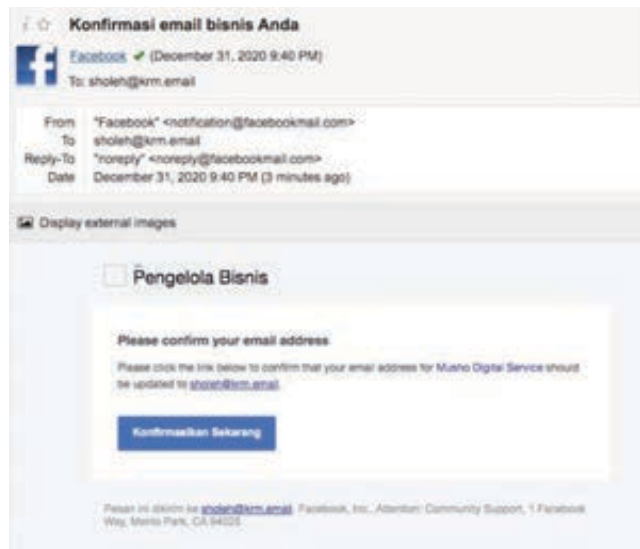 Konfirmasi email bisnis Anda
Facebook (December 31, 2020 9:40 PM)
To: sholeh@krm.email
From "Facebook" <notification@facebookmail.com>
To sholeh@krm.email
Reply-To "noreply" <noreply@facebookmail.com>
Date December 31, 2020 9:40 PM (3 minutes ago)
Display external images
Pengelola Bisnis
Please confirm your email address
Please click the link below to confirm that your email address for Musho Digital Service should
be updated to sholeh@krm.email.
Konfirmasikan Sekarang
Pesan ini dikirim ke sholeh@krm.email. Facebook, Inc., Attention: Community Support, 1 Facebook
Way, Menlo Park, CA 94025